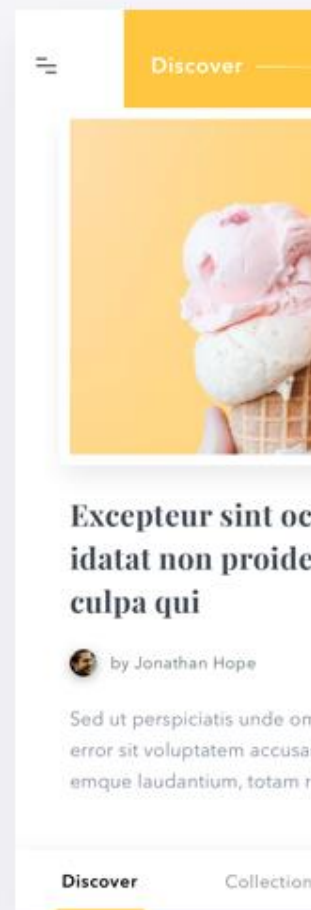 Discover
Excepteur sint oc
idatat non proide
culpa qui
by Jonathan Hope
Sed ut perspiciatis unde om
error sit voluptatem accusa
emque laudantium, totam r
Discover Collection